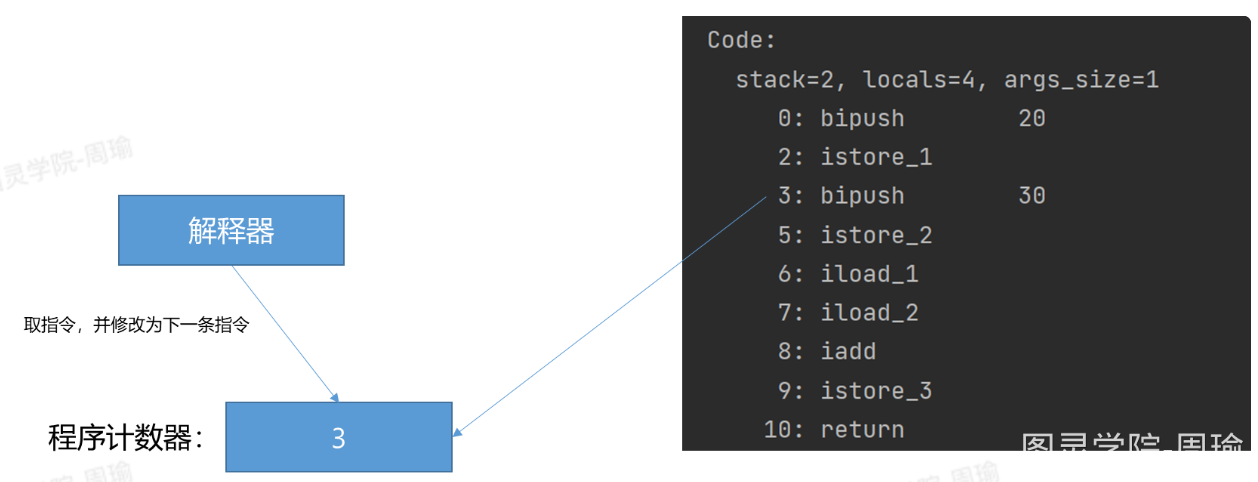 Code:
stack=2, locals=4, args_size=1
0: bipush 20
2: istore_1
3: bipush 30
5: istore_2
6: iload_1
7: iload_2
8: iadd
9: istore_3
10: return
图灵学院-周瑜
灵学院-周瑜
解释器
取指令，并修改为下一条指令
程序计数器：
3
学院-周瑜
学院-周瑜